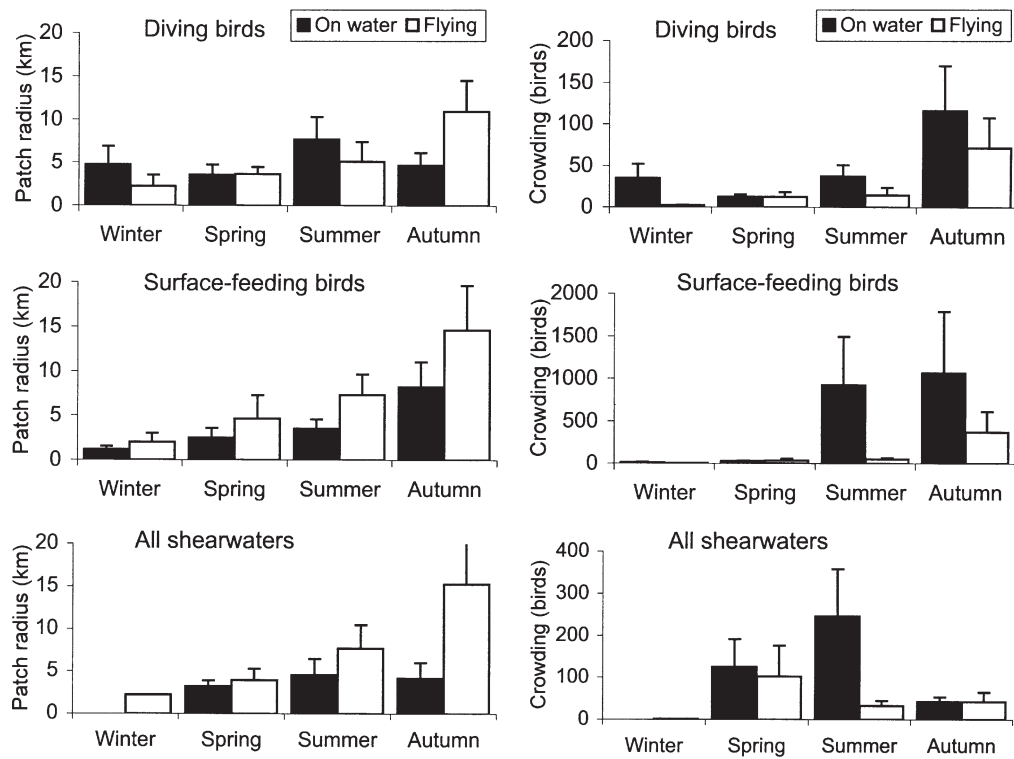 Diving birds
On water Flying
Patch radius (km)
20
15
10
5
0
Winter Spring Summer Autumn
Diving birds
On water Flying
Crowding (birds)
200
150
100
50
0
Winter Spring Summer Autumn
Surface-feeding birds
Patch radius (km)
20
15
10
5
0
Winter Spring Summer Autumn
Surface-feeding birds
Crowding (birds)
2000
1500
1000
500
0
Winter Spring Summer Autumn
All shearwaters
Patch radius (km)
20
15
10
5
0
Winter Spring Summer Autumn
All shearwaters
Crowding (birds)
400
300
200
100
0
Winter Spring Summer Autumn